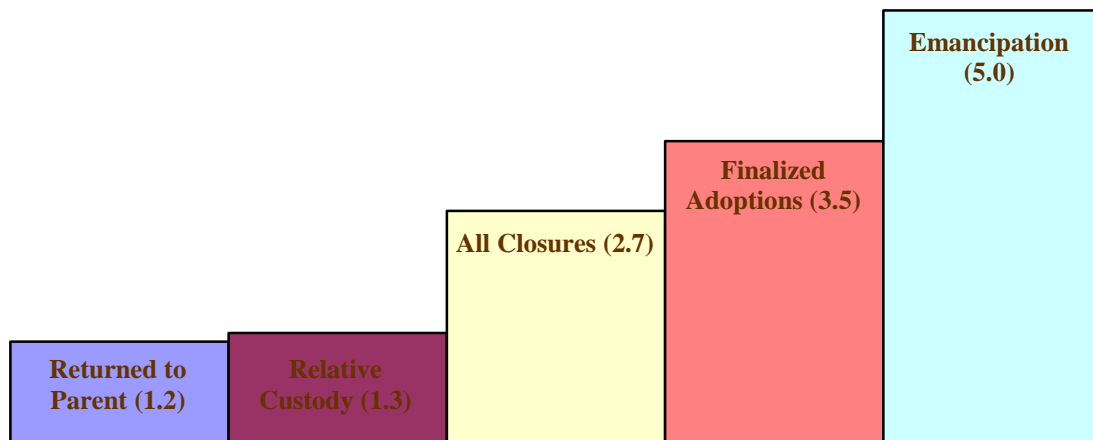 Returned to
Parent (1.2)
Relative
Custody (1.3)
All Closures (2.7)
Finalized
Adoptions (3.5)
Emancipation
(5.0)